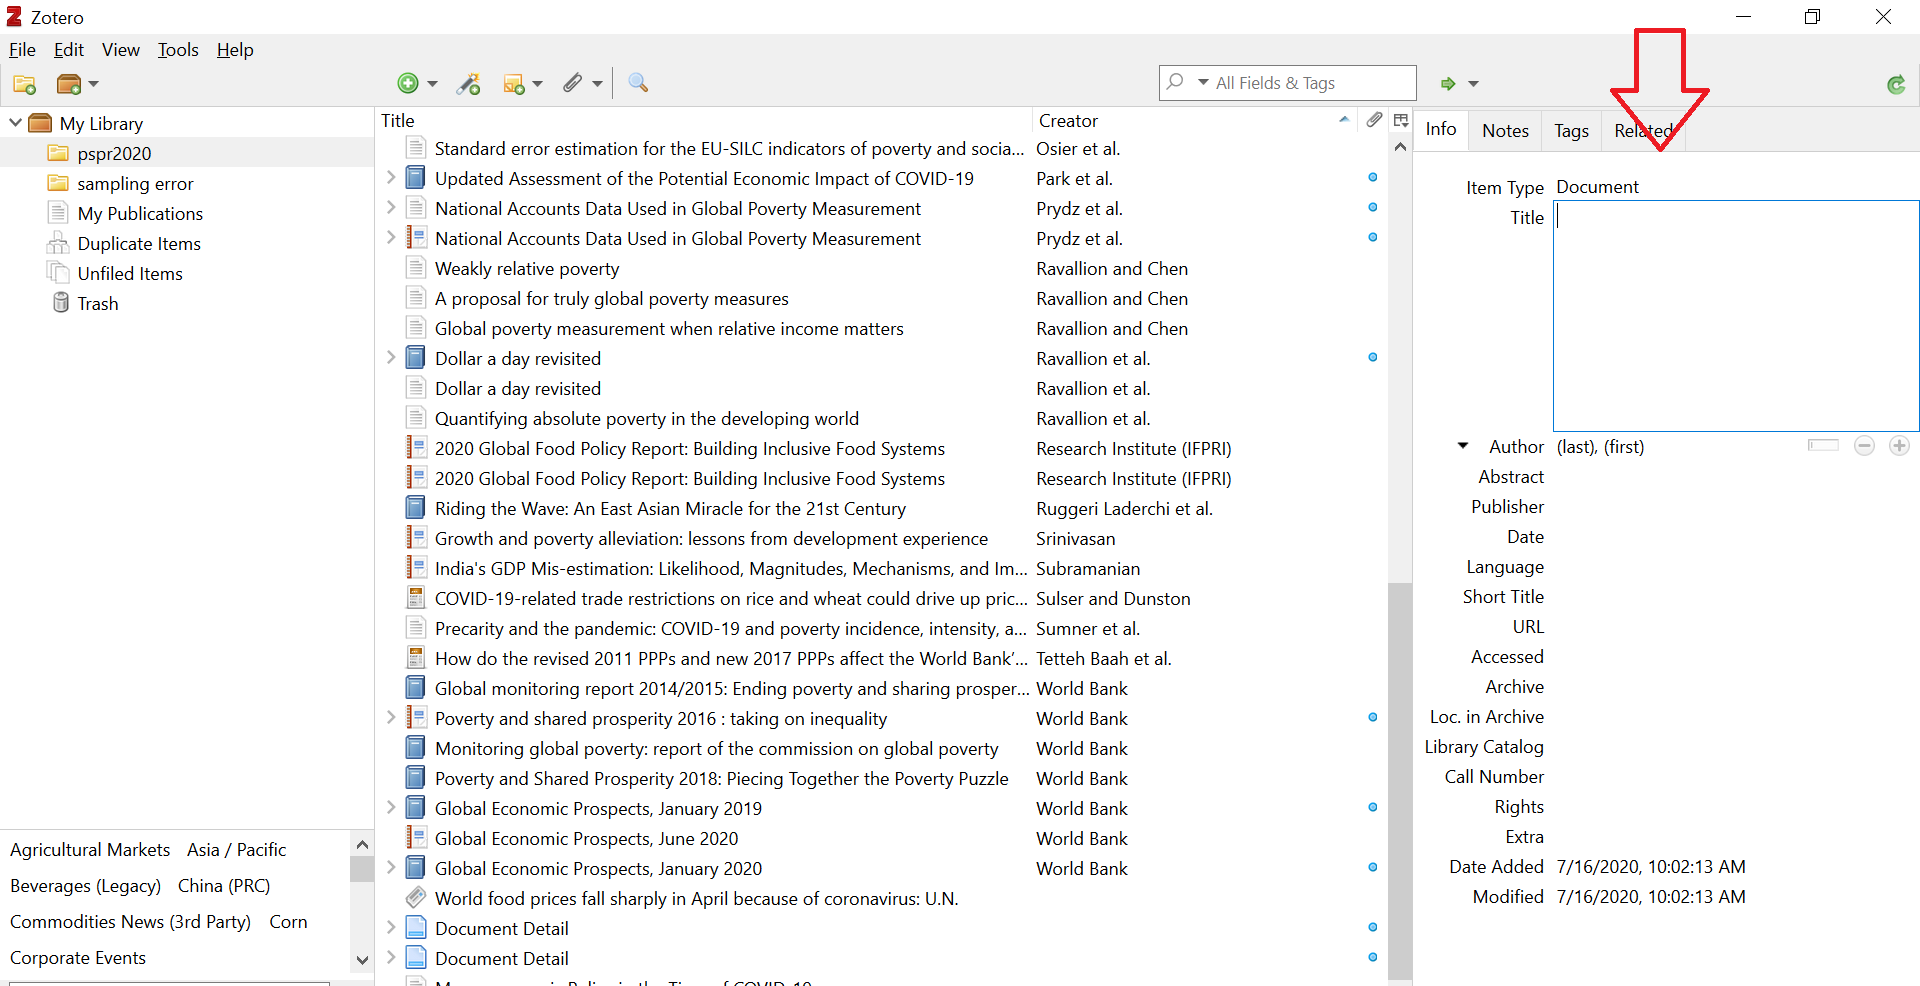 Zotero
File Edit View Tools Help
All Fields & Tags
My Library
pspr2020
sampling error
My Publications
Duplicate Items
Unfiled Items
Trash
Agricultural Markets Asia / Pacific
Beverages (Legacy) China (PRC)
Commodities News (3rd Party) Corn
Corporate Events
Title Creator
Standard error estimation for the EU-SILC indicators of poverty and socia... Osier et al.
Updated Assessment of the Potential Economic Impact of COVID-19 Park et al.
National Accounts Data Used in Global Poverty Measurement Prydz et al.
National Accounts Data Used in Global Poverty Measurement Prydz et al.
Weakly relative poverty Ravallion and Chen
A proposal for truly global poverty measures Ravallion and Chen
Global poverty measurement when relative income matters Ravallion and Chen
Dollar a day revisited Ravallion et al.
Dollar a day revisited Ravallion et al.
Quantifying absolute poverty in the developing world Ravallion et al.
2020 Global Food Policy Report: Building Inclusive Food Systems Research Institute (IFPRI)
2020 Global Food Policy Report: Building Inclusive Food Systems Research Institute (IFPRI)
Riding the Wave: An East Asian Miracle for the 21st Century Ruggeri Laderchi et al.
Growth and poverty alleviation: lessons from development experience Srinivasan
India's GDP Mis-estimation: Likelihood, Magnitudes, Mechanisms, and Im... Subramanian
COVID-19-related trade restrictions on rice and wheat could drive up pric... Sulser and Dunston
Precarity and the pandemic: COVID-19 and poverty incidence, intensity, a... Sumner et al.
How do the revised 2011 PPPs and new 2017 PPPs affect the World Bank'... Tetteh Baah et al.
Global monitoring report 2014/2015: Ending poverty and sharing prosper... World Bank
Poverty and shared prosperity 2016 : taking on inequality World Bank
Monitoring global poverty: report of the commission on global poverty World Bank
Poverty and Shared Prosperity 2018: Piecing Together the Poverty Puzzle World Bank
Global Economic Prospects, January 2019 World Bank
Global Economic Prospects, June 2020 World Bank
Global Economic Prospects, January 2020 World Bank
World food prices fall sharply in April because of coronavirus: U.N.
Document Detail
Document Detail
Info Notes Tags Related
Item Type Document
Title
Author (last), (first)
Abstract
Publisher
Date
Language
Short Title
URL
Accessed
Archive
Loc. in Archive
Library Catalog
Call Number
Rights
Extra
Date Added 7/16/2020, 10:02:13 AM
Modified 7/16/2020, 10:02:13 AM